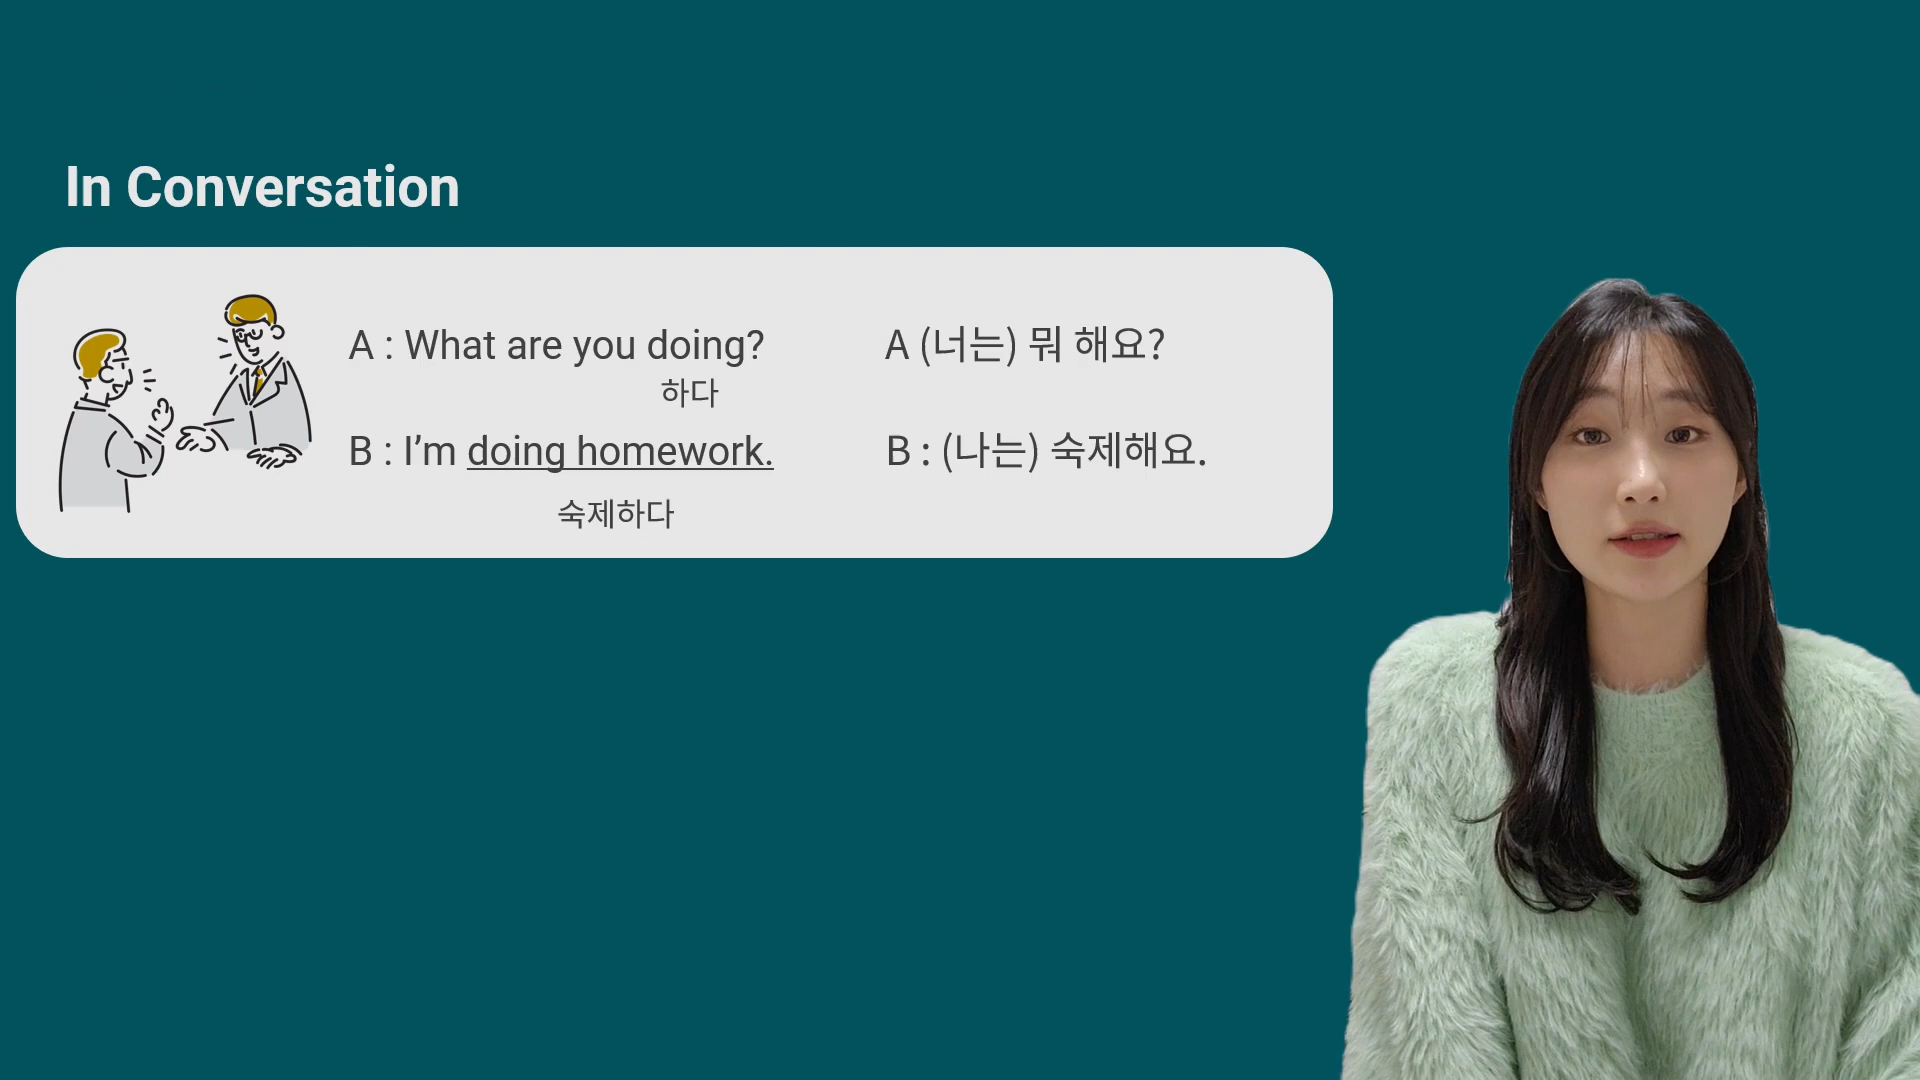 In Conversation
A : What are you doing?
하다
B : I’m doing homework.
숙제하다
A (너는) 뭐 해요?
B : (나는) 숙제해요.